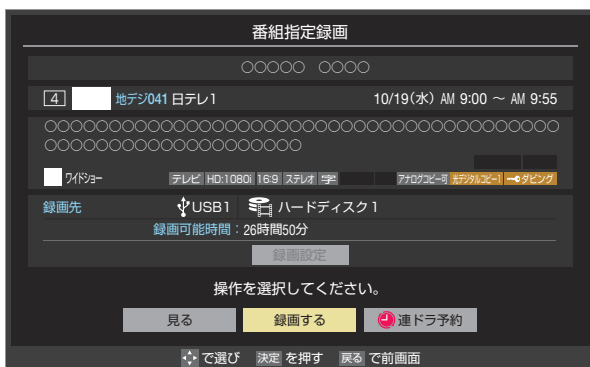 番組指定録画
○○○○○ ○○○○
4 地デジ041 日テレ1 10/19(水) AM 9:00 ～ AM 9:55
○○○○○○○○○○○○○○○○○○○○○○○○○○○○○○
○○○○○○○○○○○○○○○
ワイドショー テレビ HD:1080i 16:9 ステレオ 字 アナログコピー可 光デジタルコピー1 ダビング
録画先 USB1 ハードディスク1
録画可能時間：26時間50分
録画設定
操作を選択してください。
見る 録画する 連ドラ予約
で選び 決定 を押す 戻る で前画面